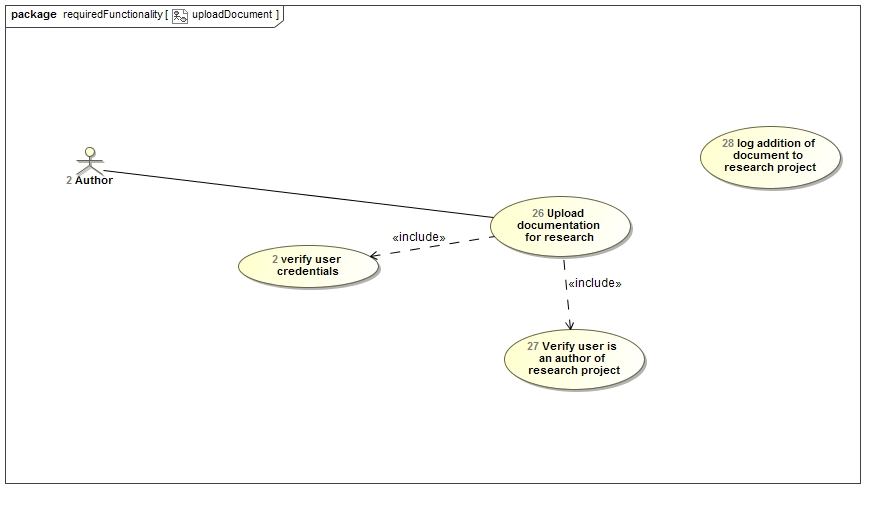 package requiredFunctionality [ uploadDocument ]
28 log addition of
document to
research project
2 Author
26 Upload
documentation
for research
«include»
2 verify user
credentials
«include»
27 Verify user is
an author of
research project